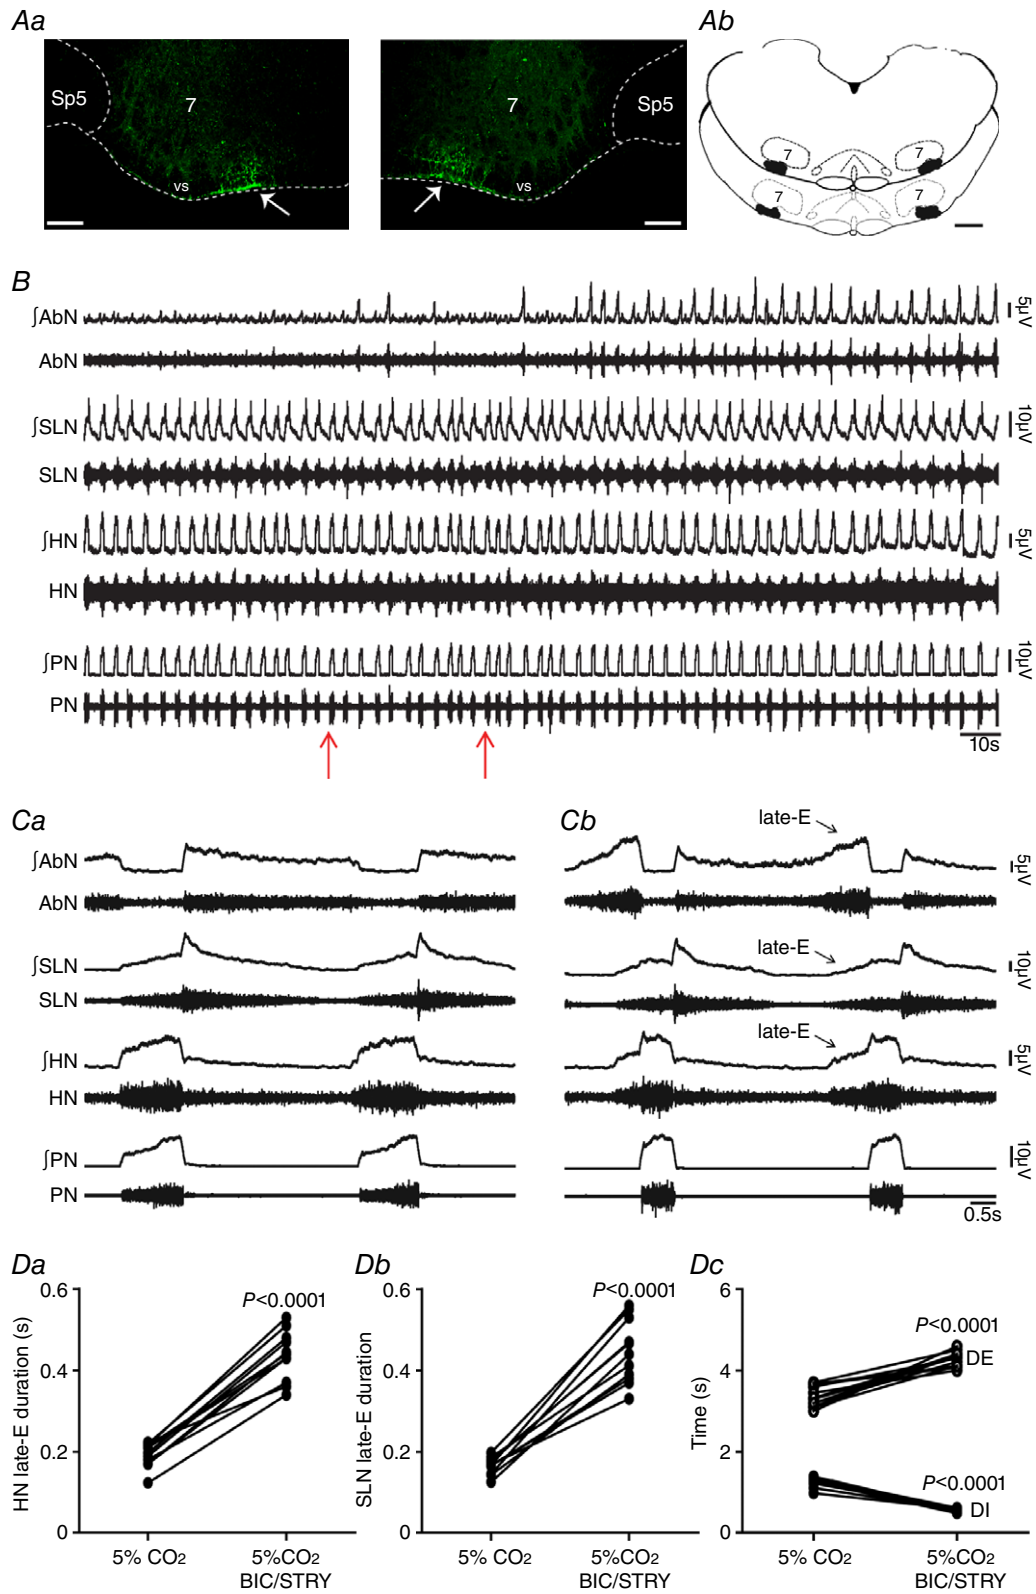 Aa
Ab
Sp5
7
vs
7
Sp5
vs
7
7
7
7
B
∫AbN
5µV
AbN
∫SLN
10µV
SLN
∫HN
5µV
HN
∫PN
10µV
PN
10s
Ca
Cb
late-E
∫AbN
5µV
AbN
late-E
∫SLN
10µV
SLN
late-E
∫HN
5µV
HN
∫PN
10µV
PN
0.5s
Da
Db
Dc
0.6
P<0.0001
0.4
0.2
0
HN late-E duration (s)
5% CO2
5%CO2
BIC/STRY
0.6
P<0.0001
0.4
0.2
0
SLN late-E duration
5% CO2
5%CO2
BIC/STRY
6
P<0.0001
DE
4
2
P<0.0001
DI
0
Time (s)
5% CO2
5%CO2
BIC/STRY